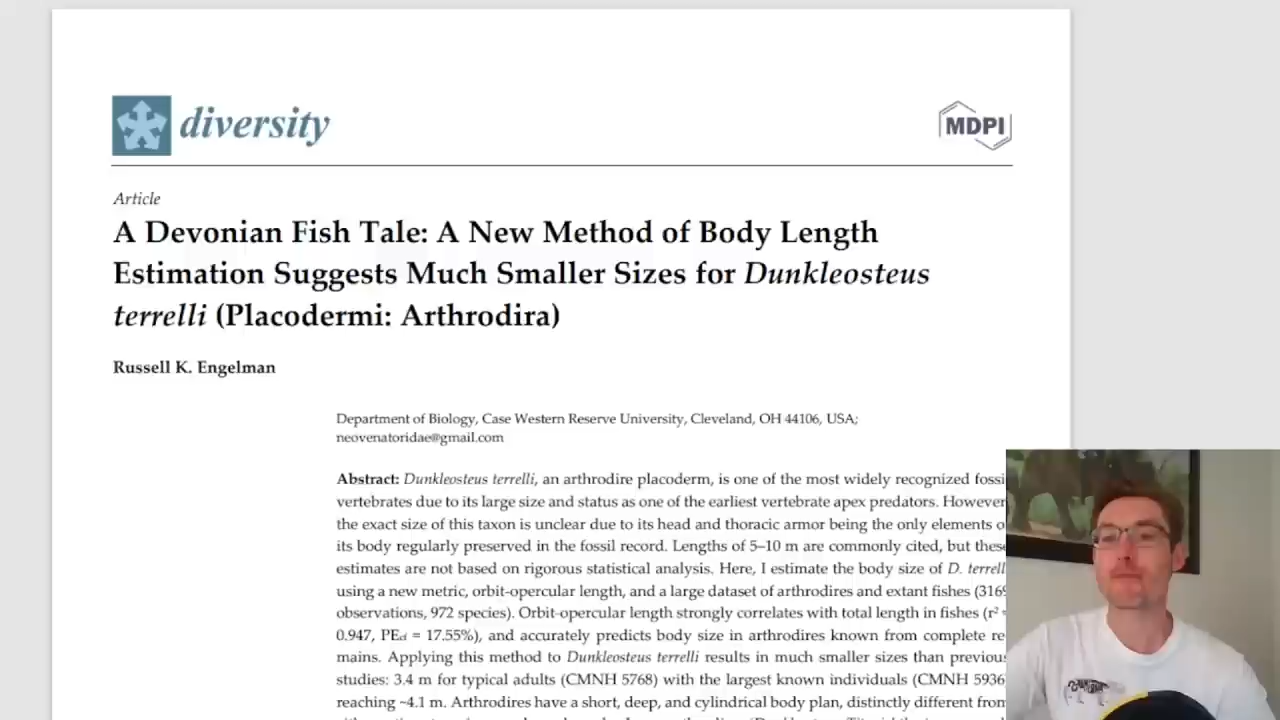 diversity
MDPI
Article
A Devonian Fish Tale: A New Method of Body Length
Estimation Suggests Much Smaller Sizes for Dunkleosteus
terrelli (Placodermi: Arthrodira)
Russell K. Engelman
Department of Biology, Case Western Reserve University, Cleveland, OH 44106, USA;
neovenatoridae@gmail.com
Abstract: Dunkleosteus terrelli, an arthrodire placoderm, is one of the most widely recognized fossi
vertebrates due to its large size and status as one of the earliest vertebrate apex predators. However
the exact size of this taxon is unclear due to its head and thoracic armor being the only elements o
its body regularly preserved in the fossil record. Lengths of 5–10 m are commonly cited, but these
estimates are not based on rigorous statistical analysis. Here, I estimate the body size of D. terrell
using a new metric, orbit-opercular length, and a large dataset of arthrodires and extant fishes (3169
observations, 972 species). Orbit-opercular length strongly correlates with total length in fishes (r² =
0.947, PEcf = 17.55%), and accurately predicts body size in arthrodires known from complete re
mains. Applying this method to Dunkleosteus terrelli results in much smaller sizes than previous
studies: 3.4 m for typical adults (CMNH 5768) with the largest known individuals (CMNH 5936
reaching ~4.1 m. Arthrodires have a short, deep, and cylindrical body plan, distinctly different from